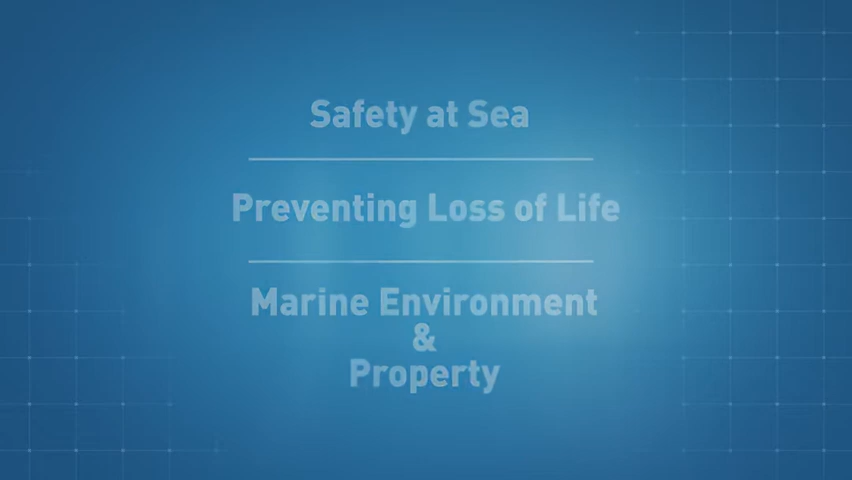 Safety at Sea
Preventing Loss of Life
Marine Environment
&
Property